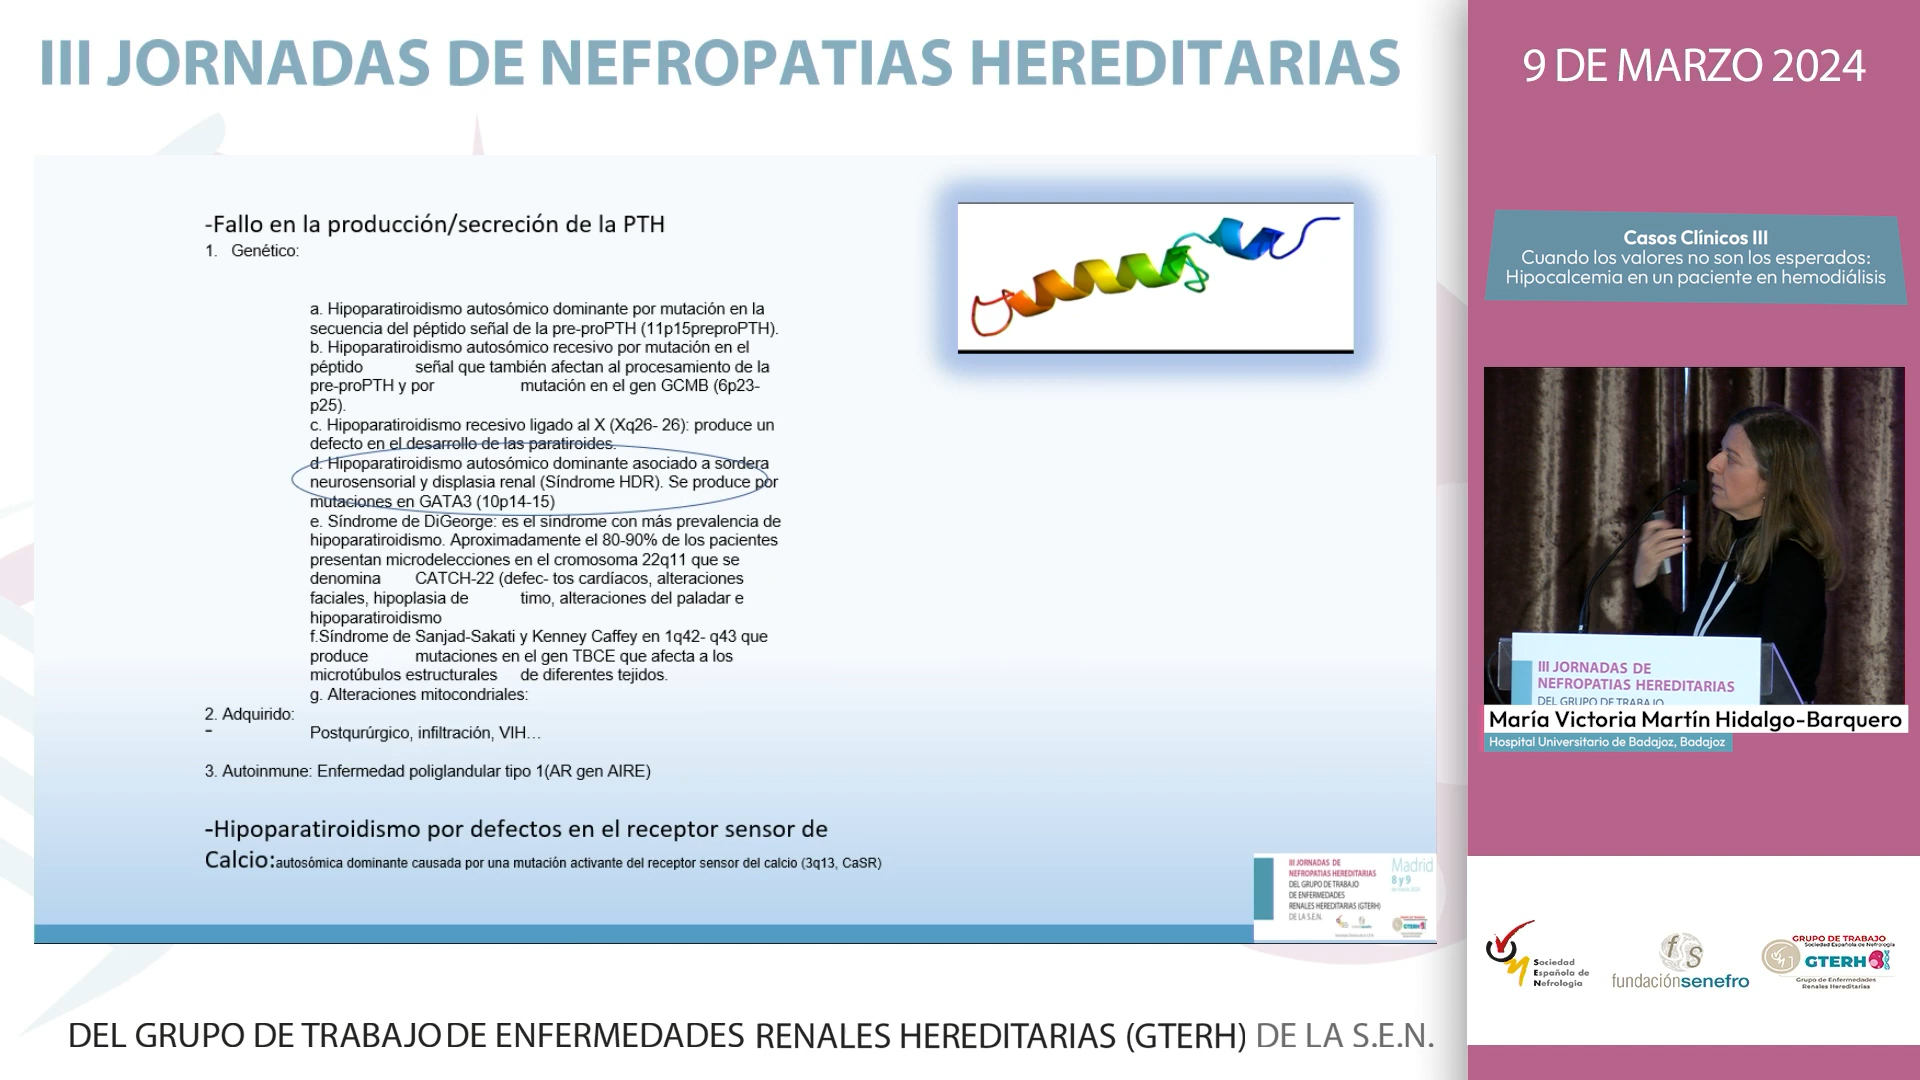 III JORNADAS DE NEFROPATIAS HEREDITARIAS
9 DE MARZO 2024
-Fallo en la producción/secreción de la PTH
1. Genético:
a. Hipoparatiroidismo autosómico dominante por mutación en la
secuencia del péptido señal de la pre-proPTH (11p15preproPTH).
b. Hipoparatiroidismo autosómico recesivo por mutación en el
péptido señal que también afectan al procesamiento de la
pre-proPTH y por mutación en el gen GCMB (6p23-
p25).
c. Hipoparatiroidismo recesivo ligado al X (Xq26- 26): produce un
defecto en el desarrollo de las paratiroides.
d. Hipoparatiroidismo autosómico dominante asociado a sordera
neurosensorial y displasia renal (Síndrome HDR). Se produce por
mutaciones en GATA3 (10p14-15)
e. Síndrome de DiGeorge: es el síndrome con más prevalencia de
hipoparatiroidismo. Aproximadamente el 80-90% de los pacientes
presentan microdelecciones en el cromosoma 22q11 que se
denomina CATCH-22 (defec- tos cardíacos, alteraciones
faciales, hipoplasia de timo, alteraciones del paladar e
hipoparatiroidismo
f.Síndrome de Sanjad-Sakati y Kenney Caffey en 1q42- q43 que
produce mutaciones en el gen TBCE que afecta a los
microtúbulos estructurales de diferentes tejidos.
g. Alteraciones mitocondriales:
2. Adquirido:
- Postqurúrgico, infiltración, VIH...
3. Autoinmune: Enfermedad poliglandular tipo 1(AR gen AIRE)
-Hipoparatiroidismo por defectos en el receptor sensor de
Calcio:autosómica dominante causada por una mutación activante del receptor sensor del calcio (3q13, CaSR)
III JORNADAS DE
NEFROPATIAS HEREDITARIAS
DEL GRUPO DE TRABAJO
DE ENFERMEDADES
RENALES HEREDITARIAS (GTERH)
DE LA S.E.N.
Madrid
8 y 9
GTERH
Casos Clínicos III
Cuando los valores no son los esperados:
Hipocalcemia en un paciente en hemodiálisis
III JORNADAS DE
NEFROPATIAS HEREDITARIAS
DEL GRUPO DE TRABAJO
María Victoria Martín Hidalgo-Barquero
Hospital Universitario de Badajoz, Badajoz
Sociedad
Española de
Nefrología
fundaciónsenefro
GRUPO DE TRABAJO
Sociedad Española de Nefrología
GTERH
Grupo de Enfermedades
Renales Hereditarias
DEL GRUPO DE TRABAJO DE ENFERMEDADES RENALES HEREDITARIAS (GTERH) DE LA S.E.N.